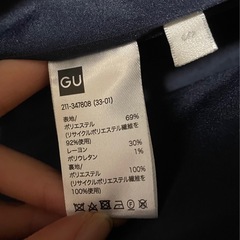 GU
211-347808 (33-01)
表地/
ポリエステル 69%
(リサイクルポリエステル繊維を
92%使用)
レーヨン 30%
ポリウレタン 1%
裏地/
ポリエステル 100%
(リサイクルポリエステル繊維を
100%使用)